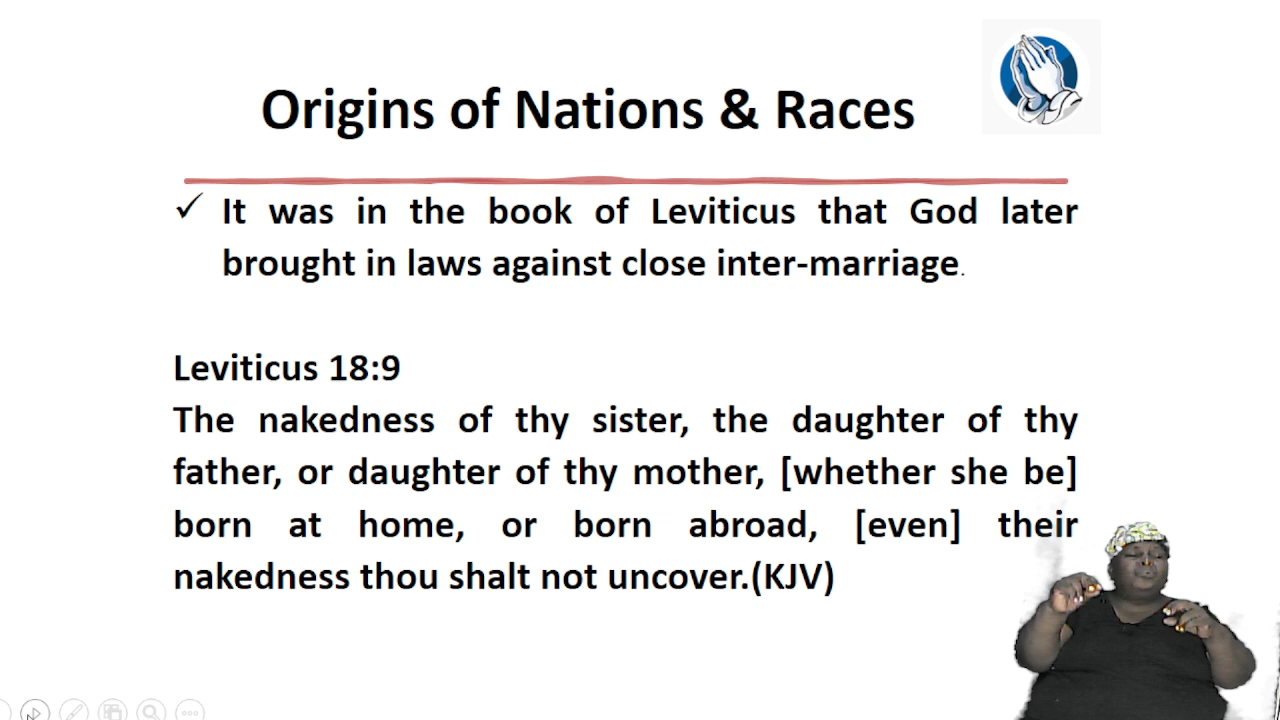 Origins of Nations & Races
✓ It was in the book of Leviticus that God later
brought in laws against close inter-marriage.
Leviticus 18:9
The nakedness of thy sister, the daughter of thy
father, or daughter of thy mother, [whether she be]
born at home, or born abroad, [even] their
nakedness thou shalt not uncover.(KJV)